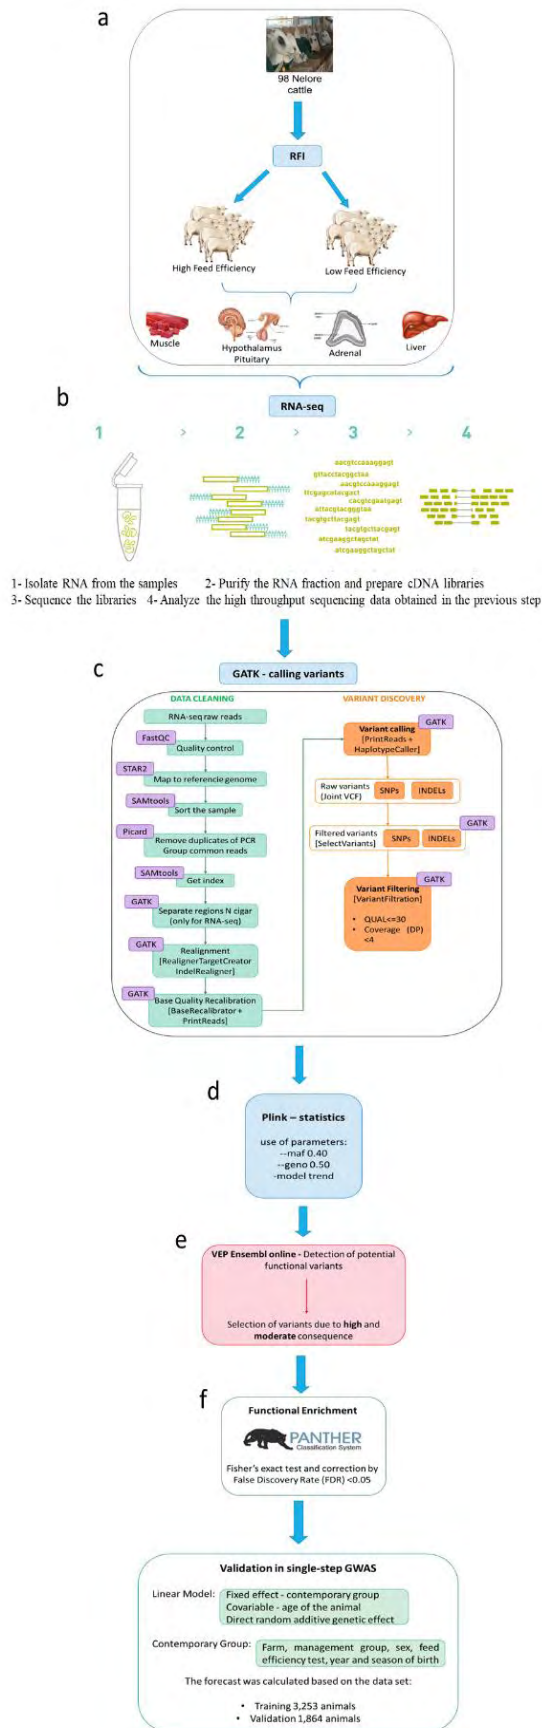 a
98 Nelore
cattle
RFI
High Feed Efficiency
Low Feed Efficiency
Muscle
Hypothalamus
Pituitary
Adrenal
Liver
b
RNA-seq
1 > 2 > 3 > 4
aacgtccaaaggagt
gttacctacggctaa
aacgtccaaaggagt
ttcgagcatacgact
cacgtcgaatgagt
attacgtacgggtaa
tacgtgcttacgagt
tacgtgcttacgagt
atcgaaggctagctat
atcgaaggctagctat
1- Isolate RNA from the samples 2- Purify the RNA fraction and prepare cDNA libraries
3- Sequence the libraries 4- Analyze the high throughput sequencing data obtained in the previous step
c
GATK - calling variants
DATA CLEANING
RNA-seq raw reads
FastQC
Quality control
STAR2
Map to referencie genome
SAMtools
Sort the sample
Picard
Remove duplicates of PCR
Group common reads
SAMtools
Get index
GATK
Separate regions N cigar
(only for RNA-seq)
GATK
Realignment
[RealignerTargetCreator
IndelRealigner]
GATK
Base Quality Recalibration
[BaseRecalibrator +
PrintReads]
VARIANT DISCOVERY
GATK
Variant calling
[PrintReads +
HaplotypeCaller]
Raw variants
(Joint VCF)
SNPs
INDELs
GATK
Filtered variants
[SelectVariants]
SNPs
INDELs
GATK
Variant Filtering
[VariantFiltration]
• QUAL<=30
• Coverage (DP)
<4
d
Plink – statistics
use of parameters:
--maf 0.40
--geno 0.50
-model trend
e
VEP Ensembl online - Detection of potential
functional variants
Selection of variants due to high and
moderate consequence
f
Functional Enrichment
PANTHER
Classification System
Fisher's exact test and correction by
False Discovery Rate (FDR) <0.05
Validation in single-step GWAS
Linear Model:
Fixed effect - contemporary group
Covariable - age of the animal
Direct random additive genetic effect
Contemporary Group:
Farm, management group, sex, feed
efficiency test, year and season of birth
The forecast was calculated based on the data set:
• Training 3,253 animals
• Validation 1,864 animals